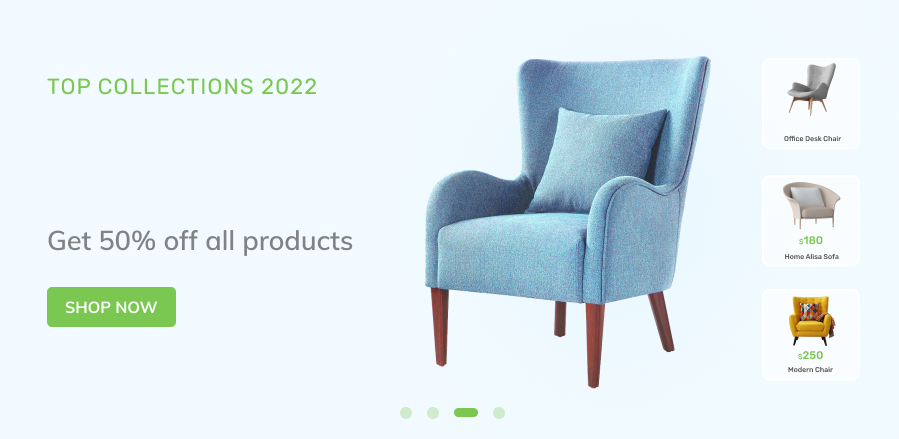 TOP COLLECTIONS 2022
Get 50% off all products
SHOP NOW
Office Desk Chair
$180
Home Alisa Sofa
$250
Modern Chair